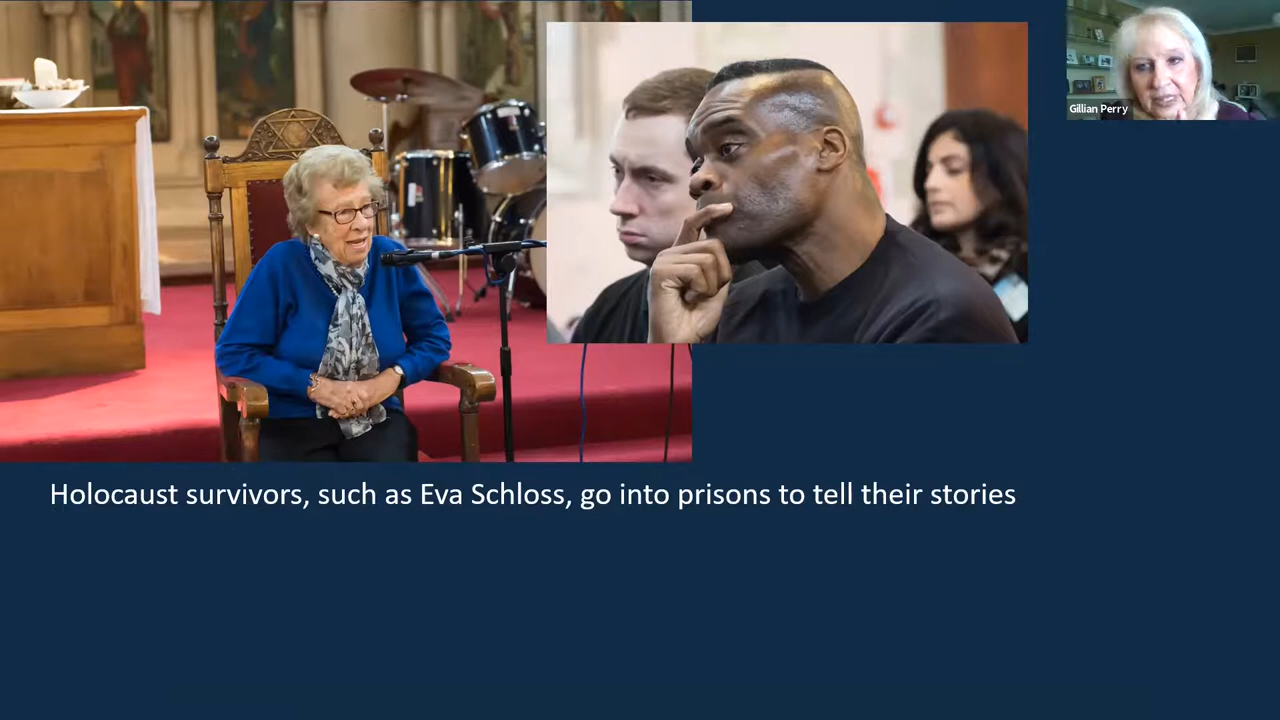 Gillian Perry
Holocaust survivors, such as Eva Schloss, go into prisons to tell their stories